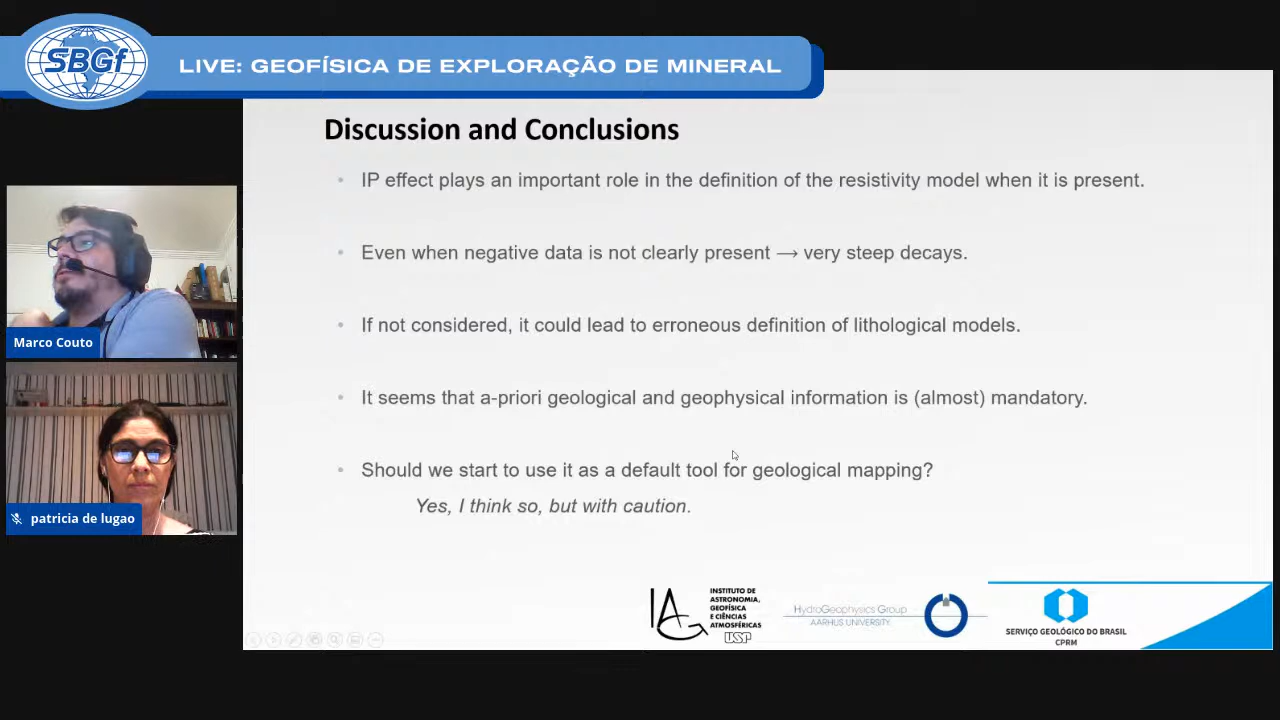 SBGf
LIVE: GEOFÍSICA DE EXPLORAÇÃO DE MINERAL
Discussion and Conclusions
• IP effect plays an important role in the definition of the resistivity model when it is present.
• Even when negative data is not clearly present → very steep decays.
• If not considered, it could lead to erroneous definition of lithological models.
• It seems that a-priori geological and geophysical information is (almost) mandatory.
• Should we start to use it as a default tool for geological mapping?
Yes, I think so, but with caution.
Marco Couto
patricia de lugao
IAG
INSTITUTO DE
ASTRONOMIA,
GEOFÍSICA
E CIÊNCIAS
ATMOSFÉRICAS
USP
HydroGeophysics Group
AARHUS UNIVERSITY
SERVIÇO GEOLÓGICO DO BRASIL
CPRM